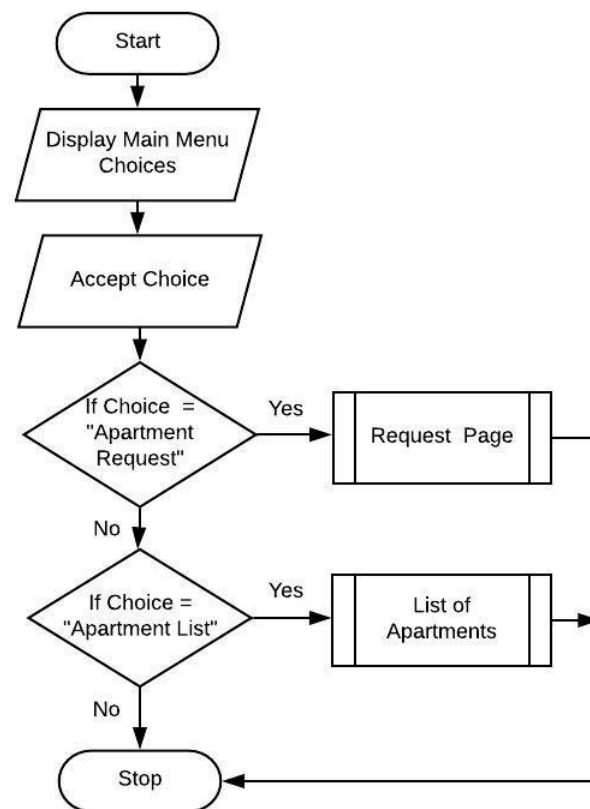 Start
Display Main Menu
Choices
Accept Choice
If Choice =
"Apartment
Request"
Yes
Request Page
No
If Choice =
"Apartment List"
Yes
List of
Apartments
No
Stop